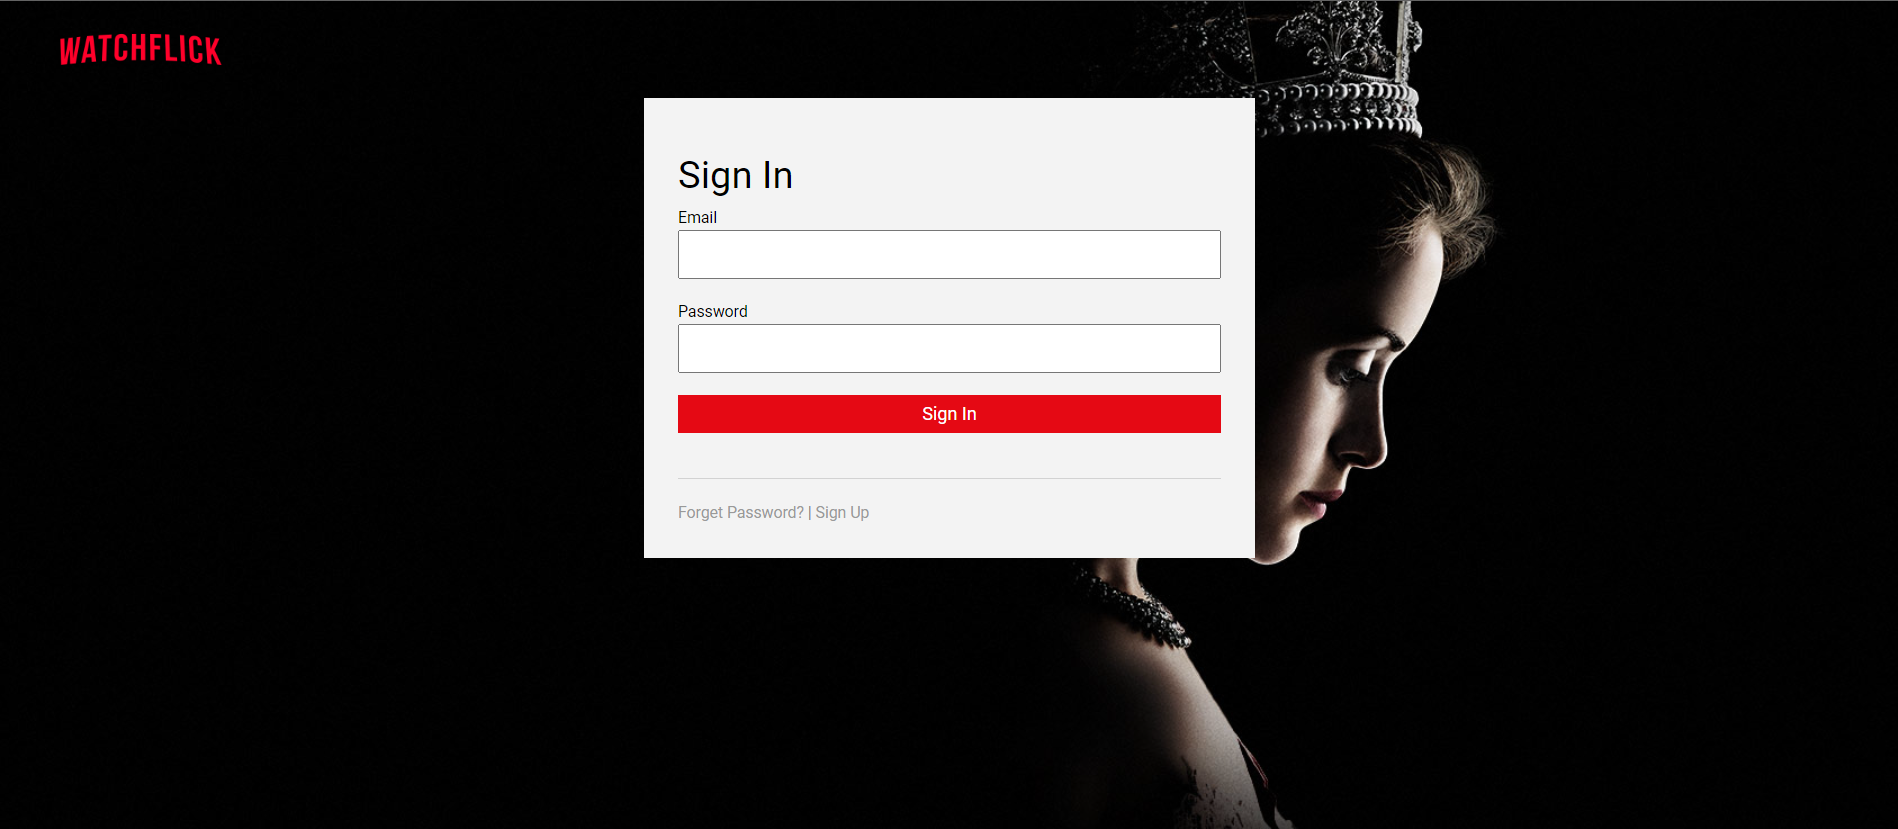 WATCHFLICK
Sign In
Email
Password
Sign In
Forget Password? | Sign Up